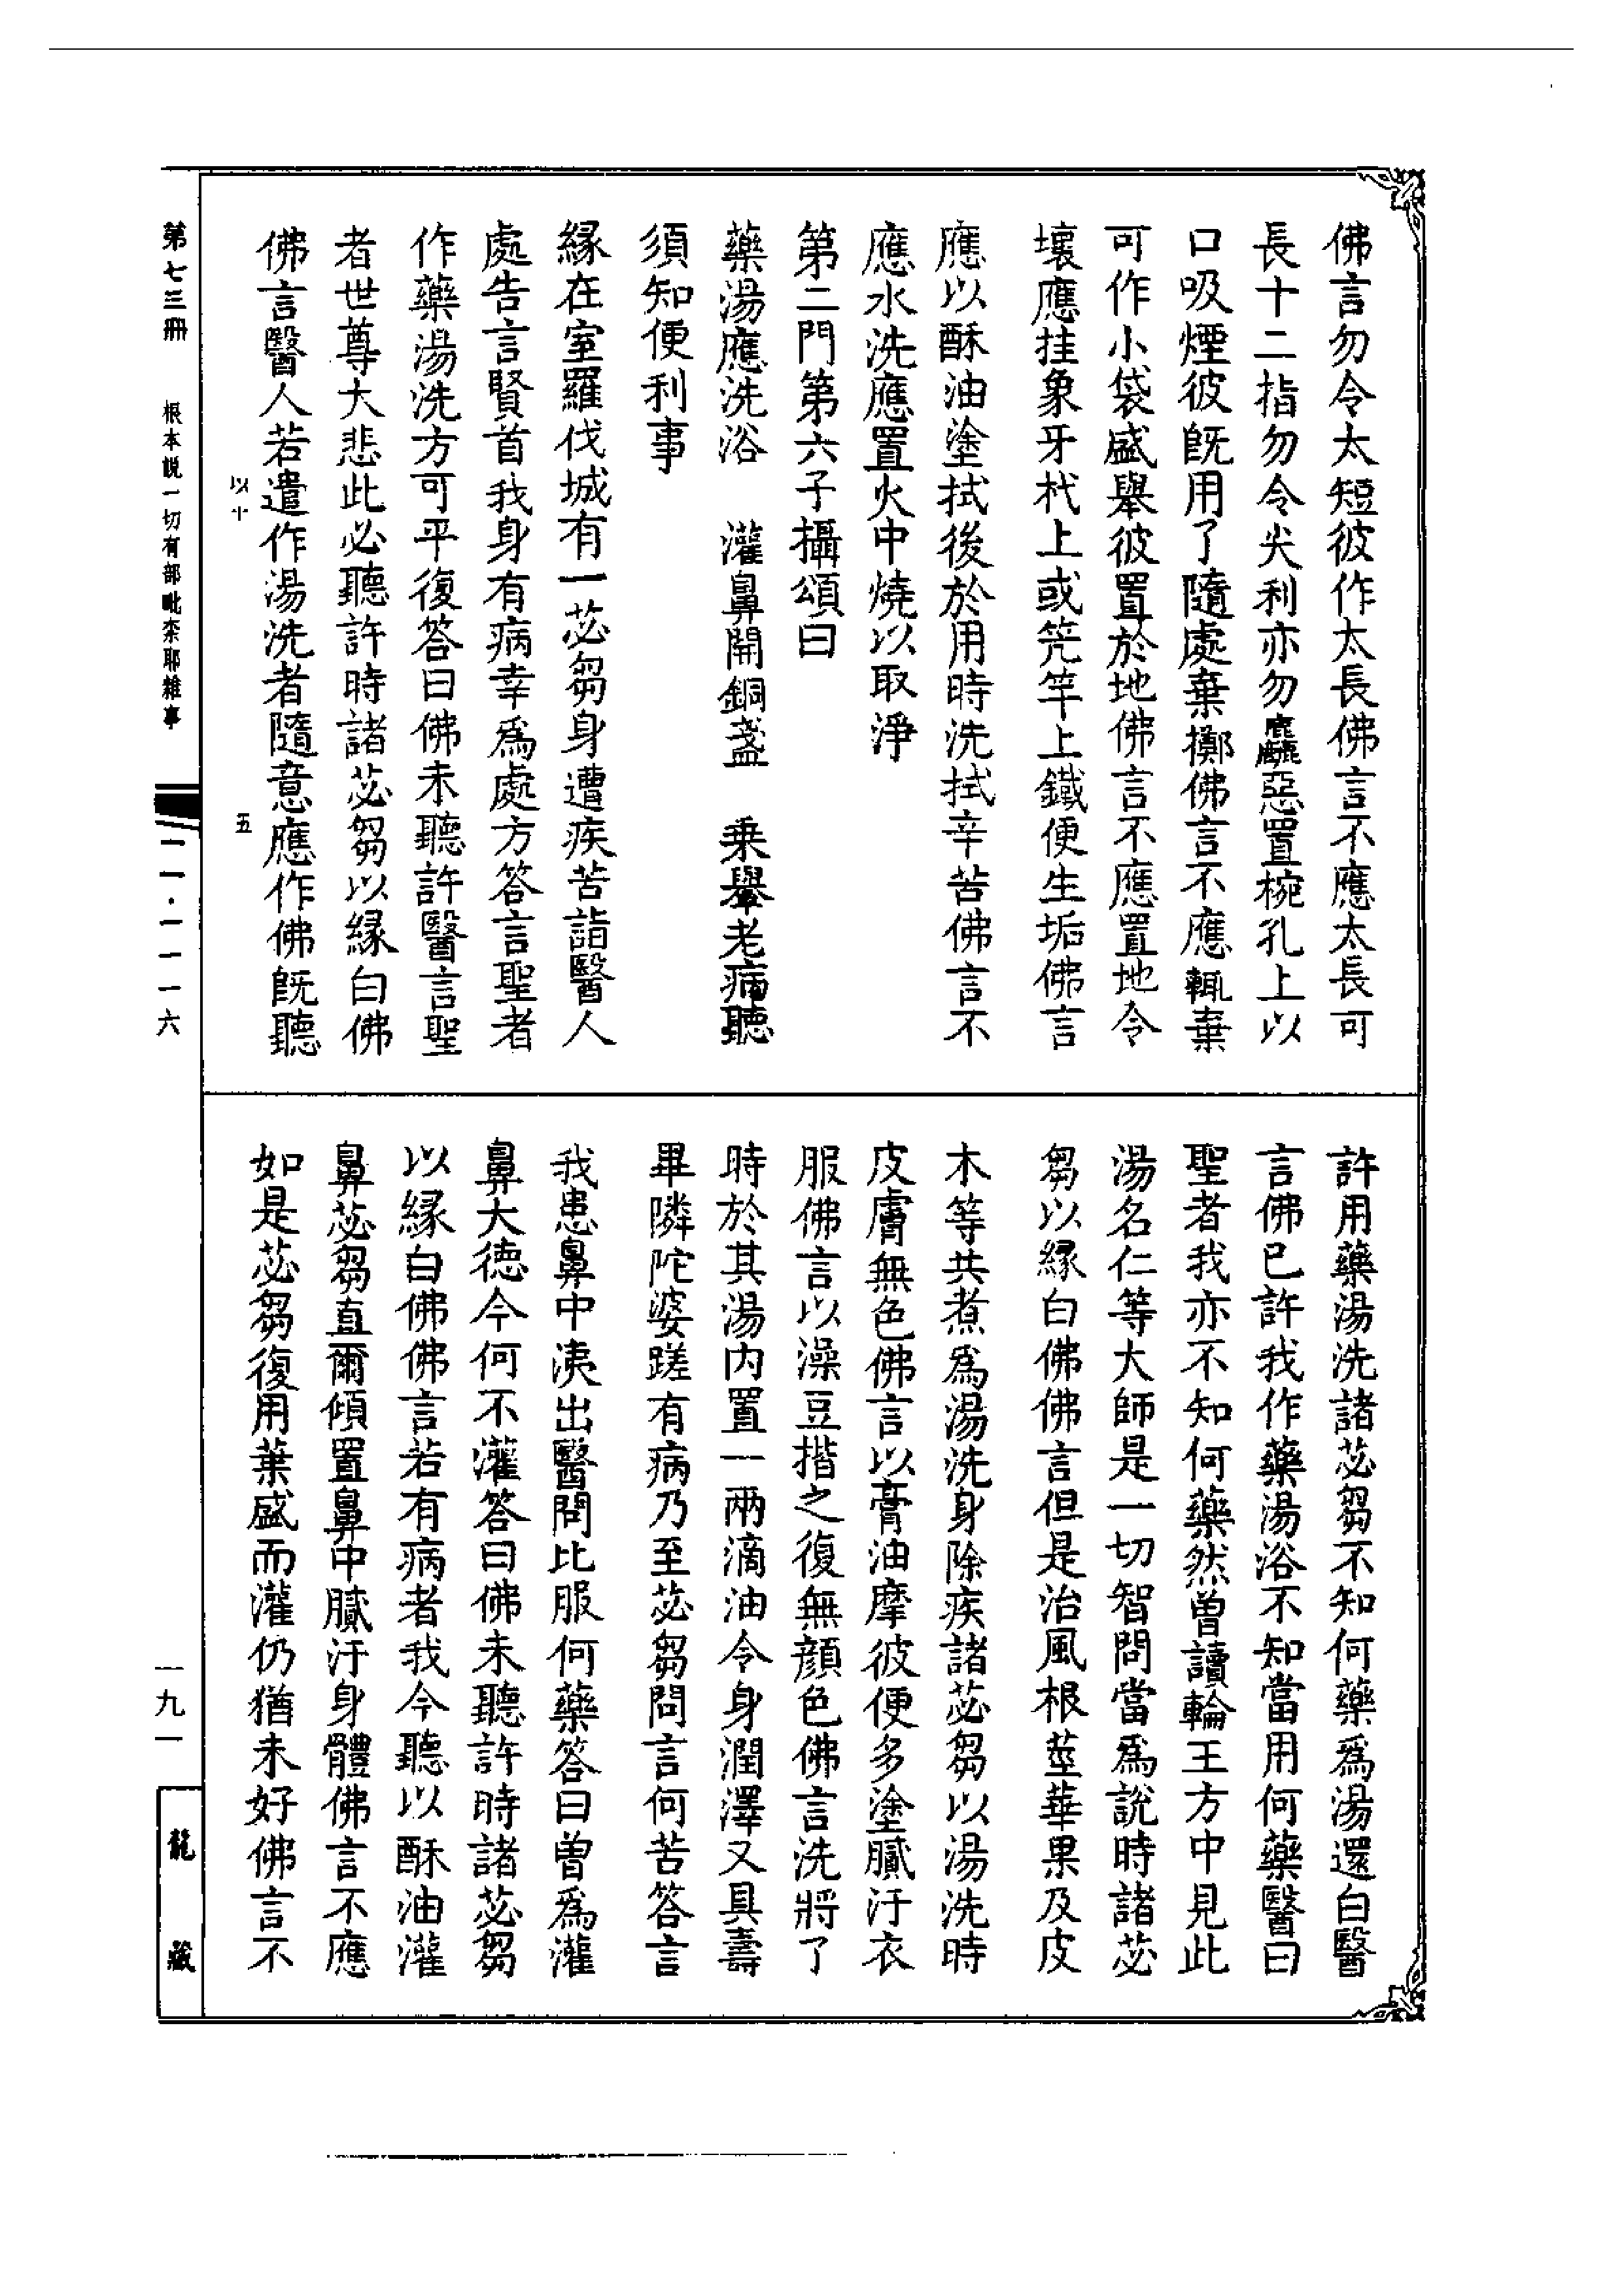 佛言勿令太短彼作太長佛言不應太長可
長十二指勿令尖利亦勿麤惡置椀孔上以
口吸煙彼既用了隨處棄擲佛言不應輒棄
可作小袋盛舉彼置於地佛言不應置地令
壞應挂象牙杙上或笐竿上鐵便生垢佛言
應以酥油塗拭後於用時洗拭辛苦佛言不
應水洗應置火中燒以取淨
第二門第六子攝頌曰
藥湯應洗浴 灌鼻開銅盞 乘轝老病聽
須知便利事
緣在室羅伐城有一苾芻身遭疾苦詣醫人
處告言賢首我身有病幸為處方答言聖者
作藥湯洗方可平復答曰佛未聽許醫言聖
者世尊大悲此必聽許時諸苾芻以緣白佛
佛言醫人若遣作湯洗者隨意應作佛既聽
以十 五
許用藥湯洗諸苾芻不知何藥為湯還白醫
言佛已許我作藥湯浴不知當用何藥醫曰
聖者我亦不知何藥然曾讀輪王方中見此
湯名仁等大師是一切智問當為說時諸苾
芻以緣白佛佛言但是治風根莖華果及皮
木等共煮為湯洗身除疾諸苾芻以湯洗時
皮膚無色佛言以膏油摩彼便多塗膩汙衣
服佛言以澡豆揩之復無顏色佛言洗將了
時於其湯內置一兩滴油令身潤澤又具壽
畢隣陀婆蹉有病乃至苾芻問言何苦答言
我患鼻中洟出醫問比服何藥答曰曾為灌
鼻大德今何不灌答曰佛未聽許時諸苾芻
以緣白佛佛言若有病者我今聽以酥油灌
鼻苾芻直爾傾置鼻中膩汙身體佛言不應
如是苾芻復用葉盛而灌仍猶未好佛言不
第七三冊 根本說一切有部毗柰耶雜事 二一·一一一六 一九一 龍藏